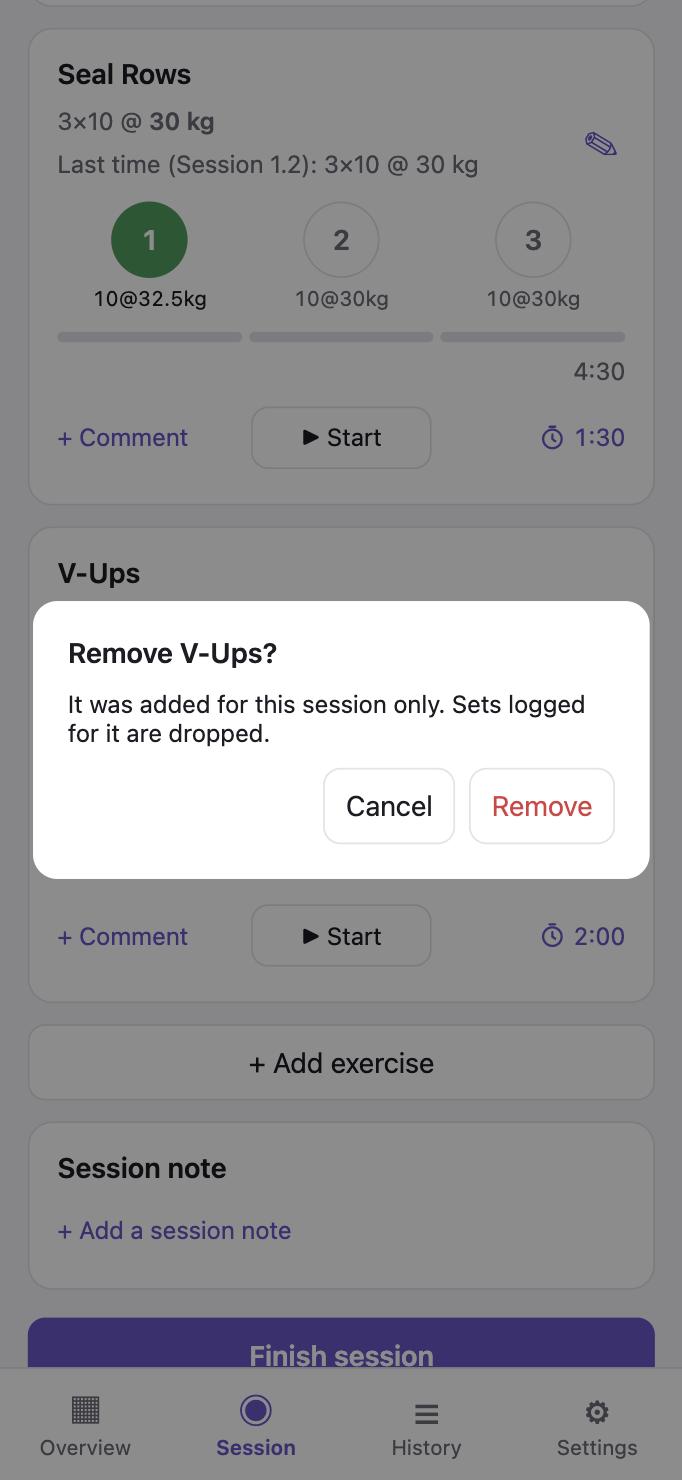 Seal Rows
3×10 @ 30 kg
Last time (Session 1.2): 3×10 @ 30 kg
1 2 3
10@32.5kg 10@30kg 10@30kg
4:30
+ Comment ▶ Start 1:30
V-Ups
Remove V-Ups?
It was added for this session only. Sets logged
for it are dropped.
Cancel Remove
+ Comment ▶ Start 2:00
+ Add exercise
Session note
+ Add a session note
Finish session
Overview Session History Settings